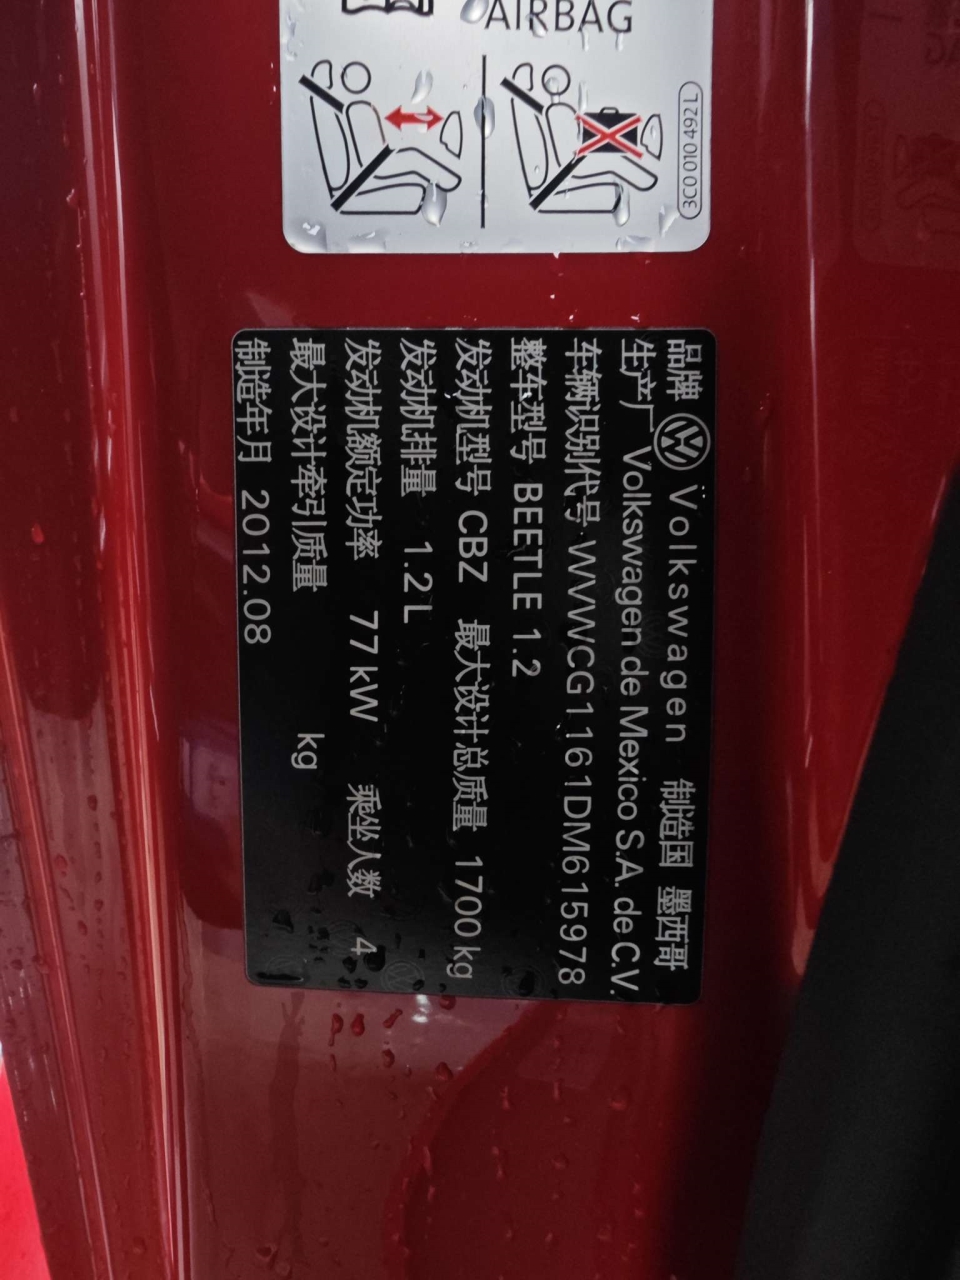 AIRBAG
3C0 010 492 L
品牌 Volkswagen 制造国 墨西哥
生产厂 Volkswagen de Mexico S.A. de C.V.
车辆识别代号 WVWCG1161DM615978
整车型号 BEETLE 1.2
发动机型号 CBZ 最大设计总质量 1700 kg
发动机排量 1.2L
发动机额定功率 77 kW 乘坐人数 4
最大设计牵引质量 kg
制造年月 2012.08